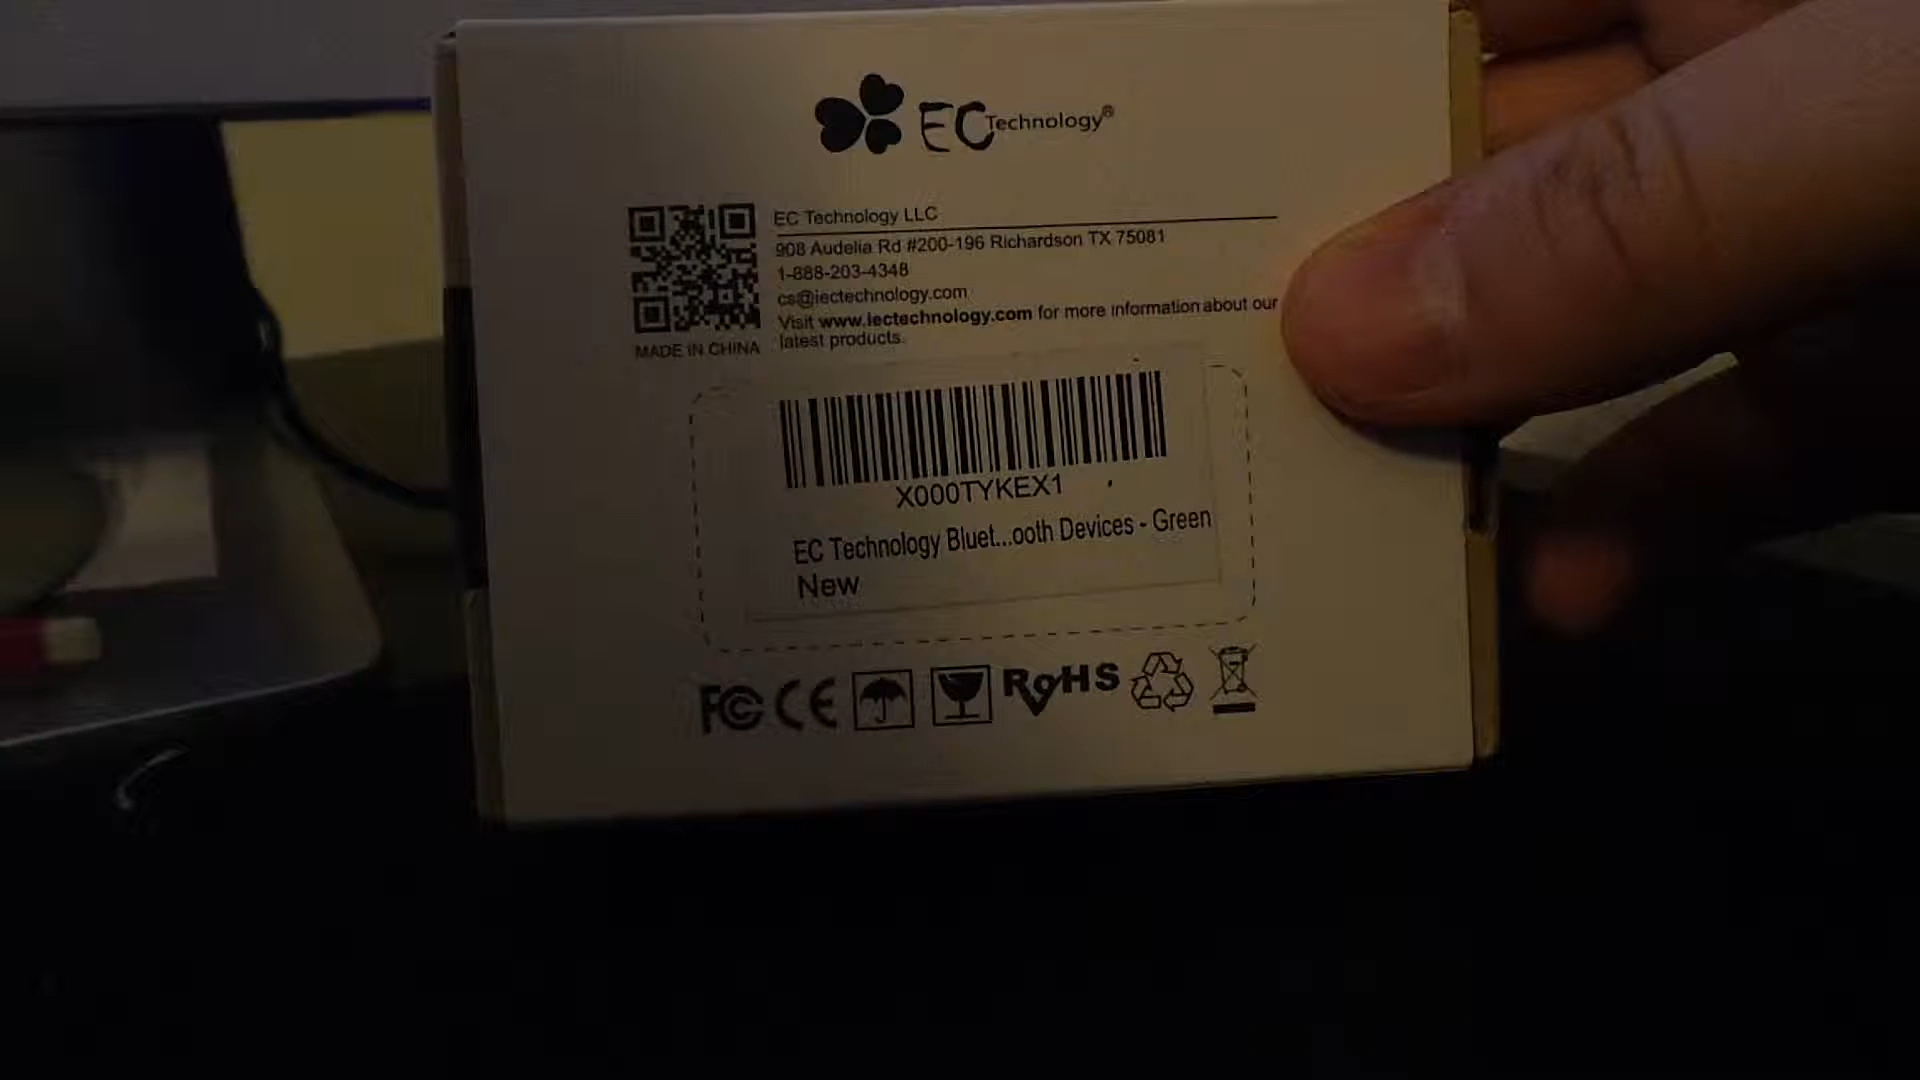 EC Technology®
EC Technology LLC
908 Audelia Rd #200-196 Richardson TX 75081
1-888-203-4348
cs@iectechnology.com
Visit www.iectechnology.com for more information about our
latest products.
MADE IN CHINA
X000TYKEX1
EC Technology Bluet...ooth Devices - Green
New
FC CE RoHS